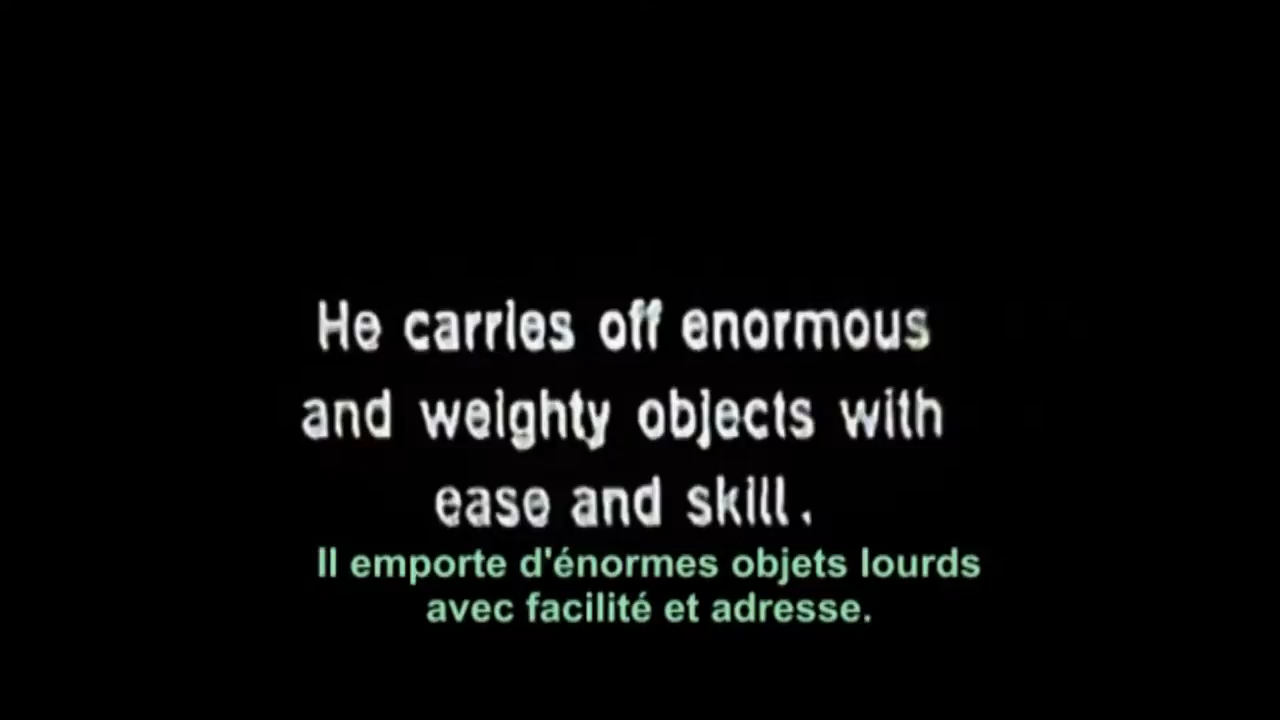 He carries off enormous
and weighty objects with
ease and skill.
Il emporte d'énormes objets lourds
avec facilité et adresse.